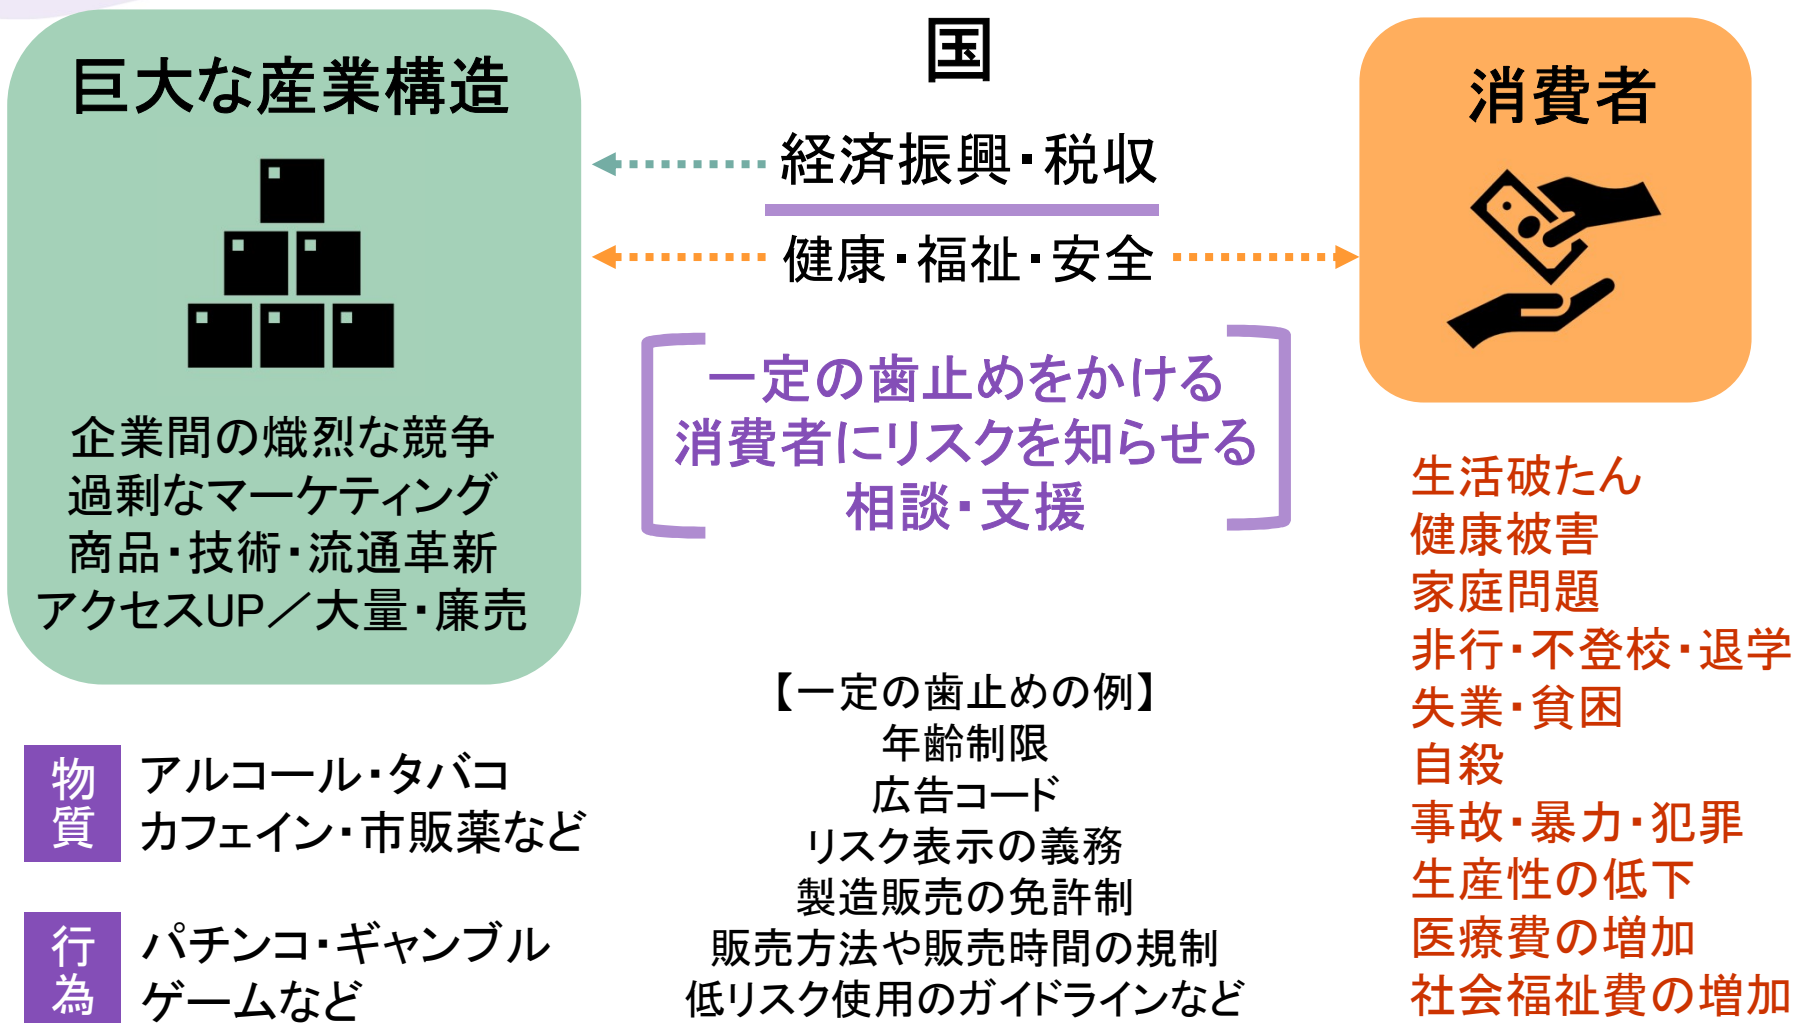 巨大な産業構造
企業間の熾烈な競争
過剰なマーケティング
商品・技術・流通革新
アクセスUP／大量・廉売
物質
アルコール・タバコ
カフェイン・市販薬など
行為
パチンコ・ギャンブル
ゲームなど
国
経済振興・税収
健康・福祉・安全
一定の歯止めをかける
消費者にリスクを知らせる
相談・支援
【一定の歯止めの例】
年齢制限
広告コード
リスク表示の義務
製造販売の免許制
販売方法や販売時間の規制
低リスク使用のガイドラインなど
消費者
生活破たん
健康被害
家庭問題
非行・不登校・退学
失業・貧困
自殺
事故・暴力・犯罪
生産性の低下
医療費の増加
社会福祉費の増加